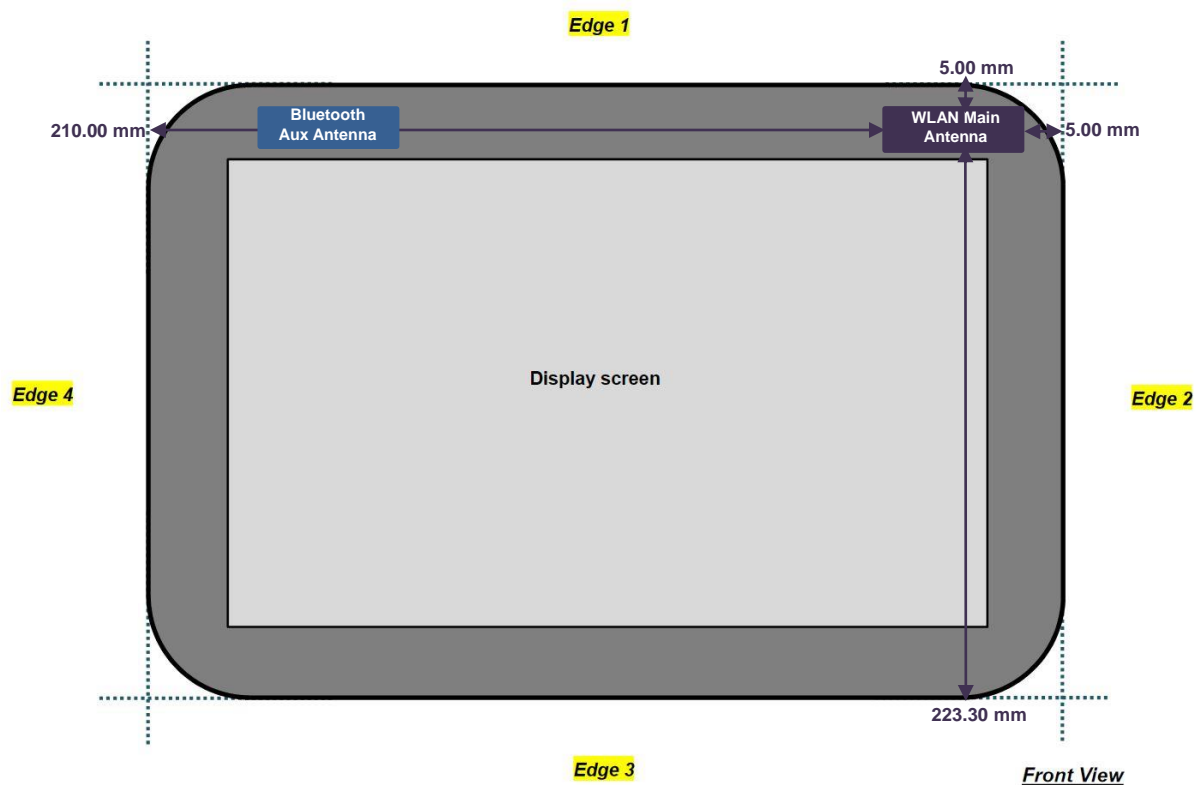 Edge 1
5.00 mm
Bluetooth
Aux Antenna
WLAN Main
Antenna
210.00 mm
5.00 mm
Display screen
Edge 4
Edge 2
223.30 mm
Edge 3
Front View